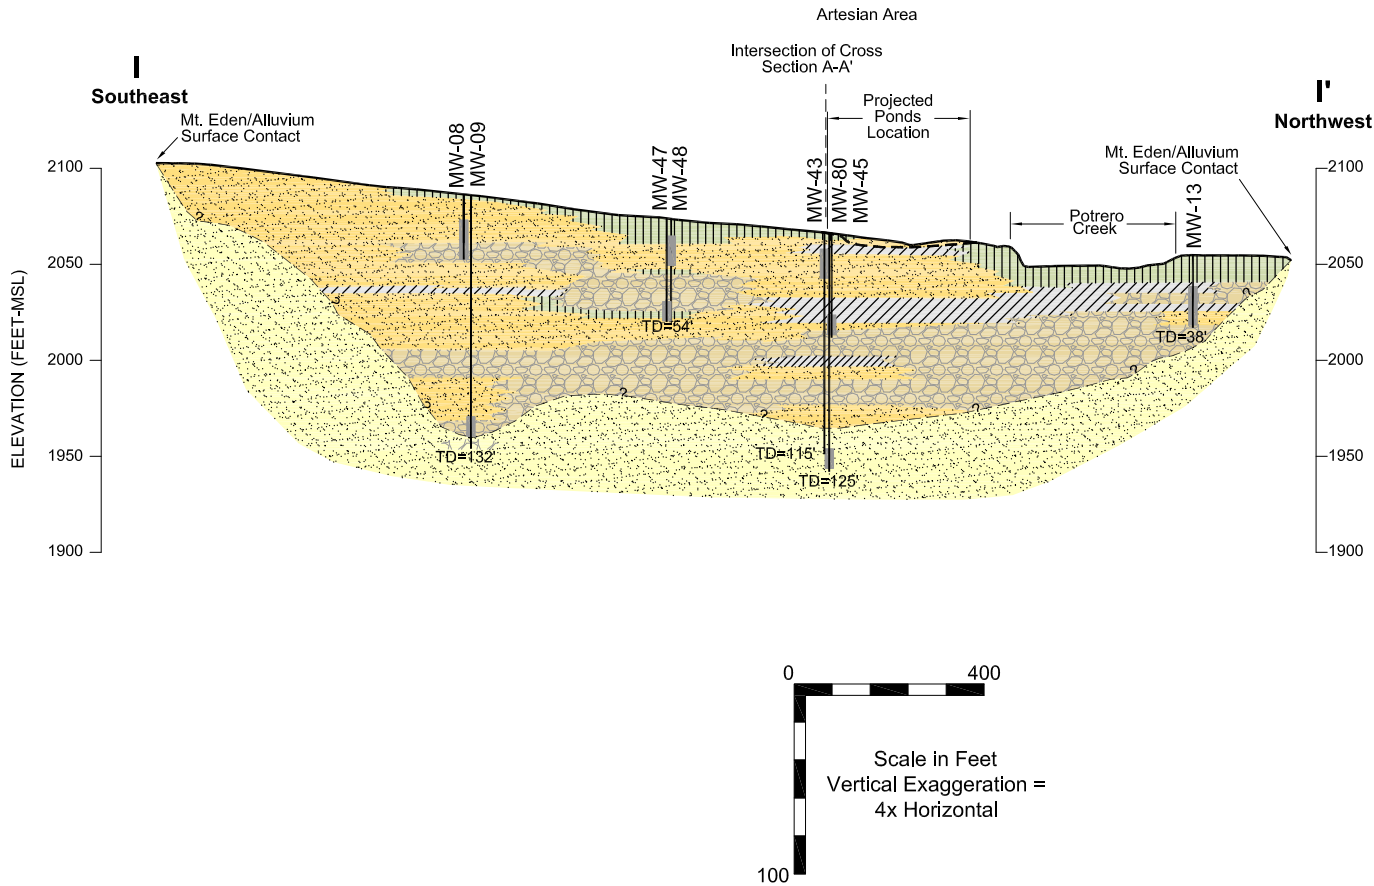 Artesian Area
Intersection of Cross
Section A-A'
I
Southeast
I'
Northwest
Projected
Ponds
Location
Mt. Eden/Alluvium
Surface Contact
Mt. Eden/Alluvium
Surface Contact
MW-08
MW-09
MW-47
MW-48
MW-43
MW-80
MW-45
MW-13
Potrero
Creek
ELEVATION (FEET-MSL)
2100
2050
2000
1950
1900
2100
2050
2000
1950
1900
?
?
?
?
?
?
?
?
TD=54'
TD=38'
TD=132'
TD=115'
TD=125'
0
400
Scale in Feet
Vertical Exaggeration =
4x Horizontal
100